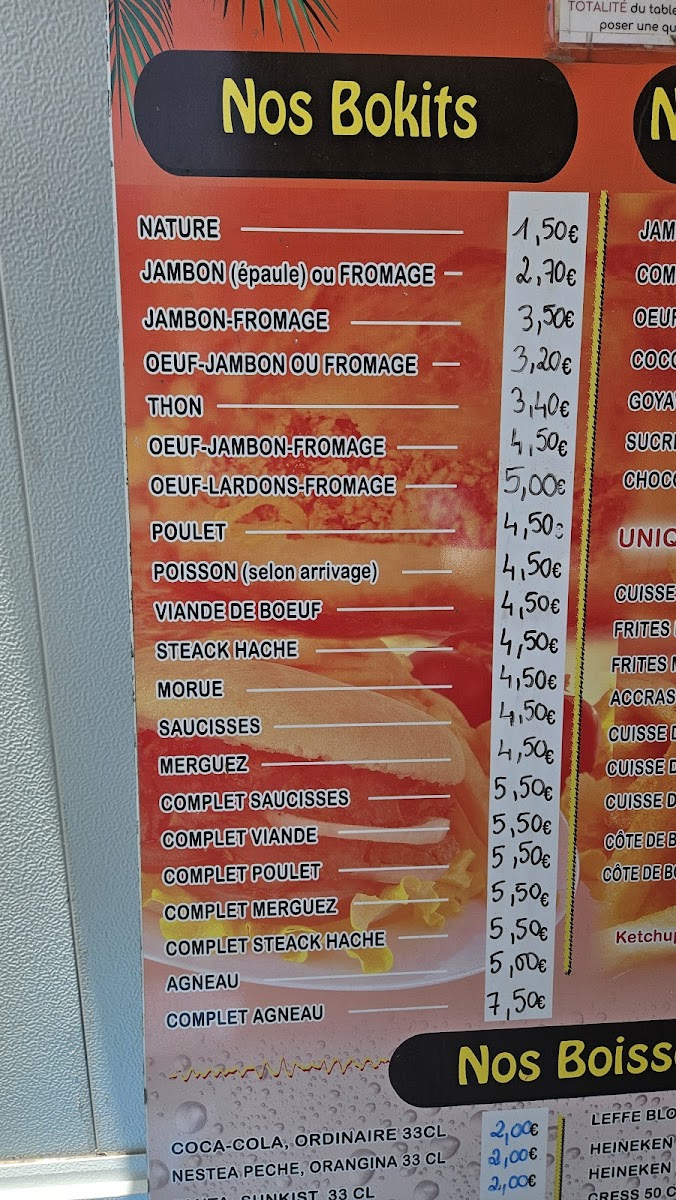 TOTALITÉ du table
poser une qu
Nos Bokits
NATURE 1,50€
JAMBON (épaule) ou FROMAGE 2,70€
JAMBON-FROMAGE 3,50€
OEUF-JAMBON OU FROMAGE 3,20€
THON 3,40€
OEUF-JAMBON-FROMAGE 4,50€
OEUF-LARDONS-FROMAGE 5,00€
POULET 4,50€
POISSON (selon arrivage) 4,50€
VIANDE DE BOEUF 4,50€
STEACK HACHE 4,50€
MORUE 4,50€
SAUCISSES 4,50€
MERGUEZ 4,50€
COMPLET SAUCISSES 5,50€
COMPLET VIANDE 5,50€
COMPLET POULET 5,50€
COMPLET MERGUEZ 5,50€
COMPLET STEACK HACHE 5,50€
AGNEAU 5,00€
COMPLET AGNEAU 7,50€
N
JAM
COM
OEUF
COCO
GOYA
SUCR
CHOCO
UNIQ
CUISSE
FRITES
FRITES
ACCRAS
CUISSE D
CUISSE D
CUISSE D
CÔTE DE B
CÔTE DE BO
Ketchup
Nos Boiss
COCA-COLA, ORDINAIRE 33CL 2,00€
NESTEA PECHE, ORANGINA 33 CL 2,00€
SUNKIST 33 CL 2,00€
LEFFE BLO
HEINEKEN
HEINEKEN
50 C